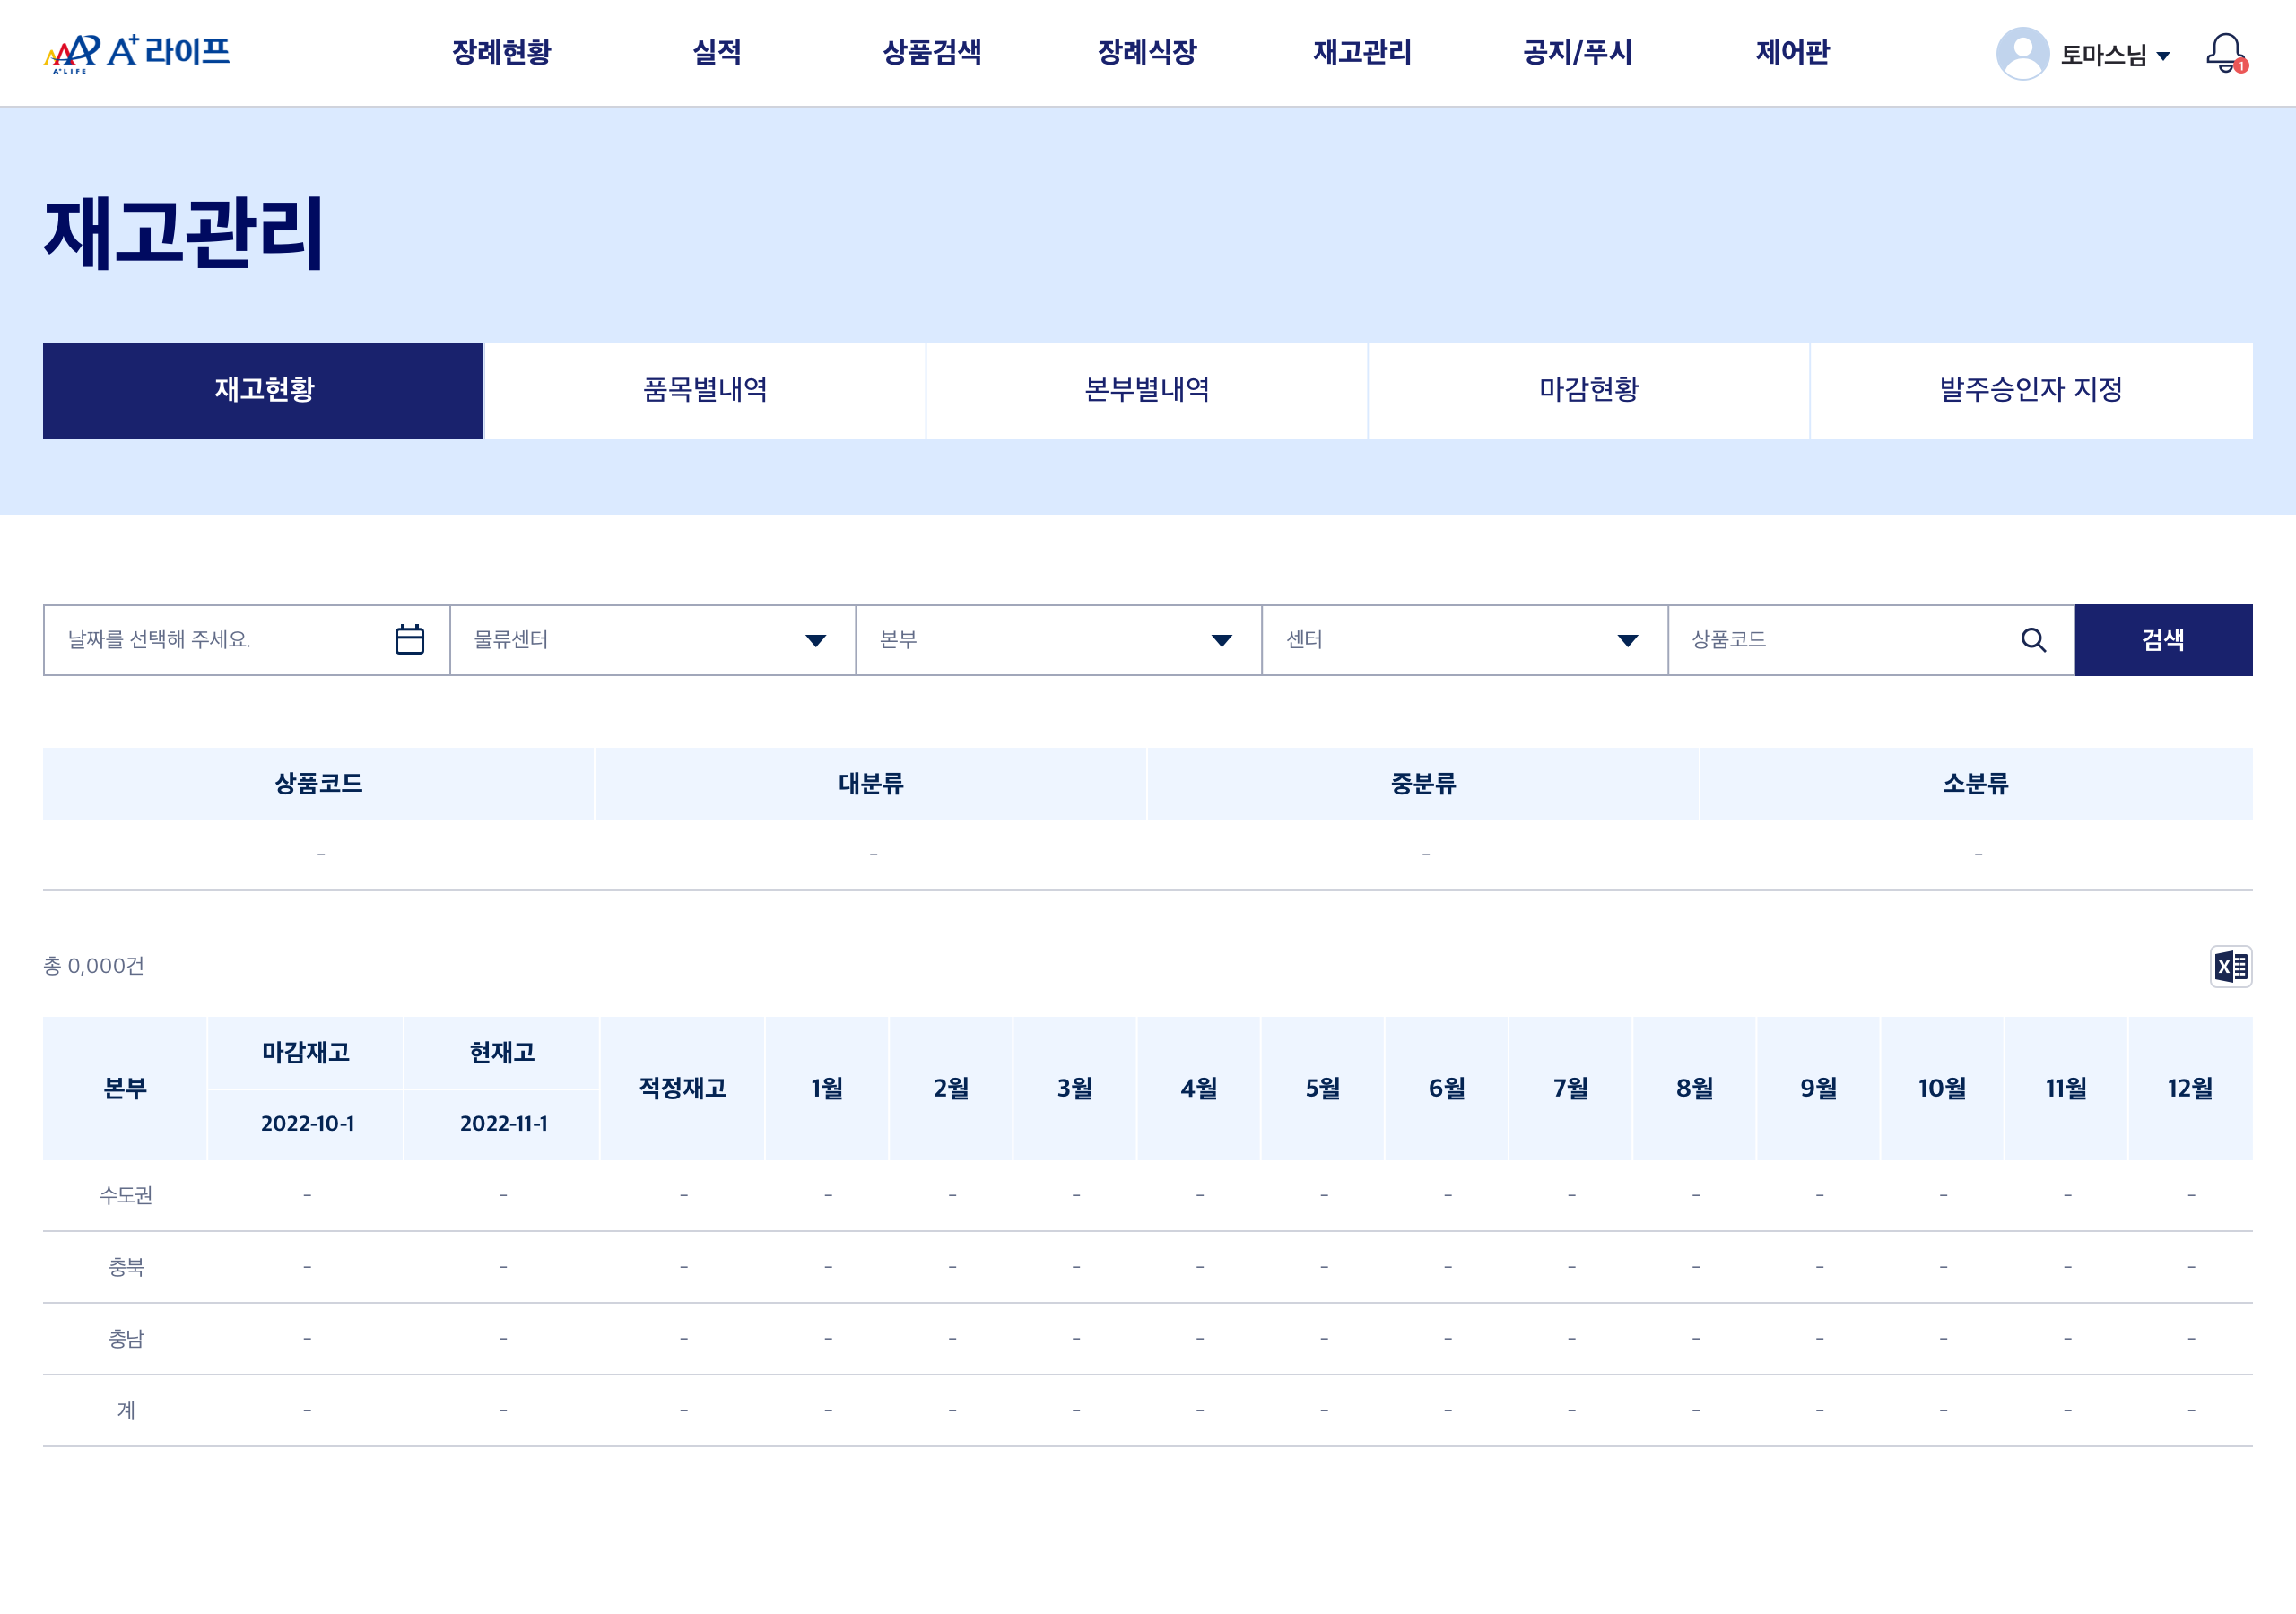 A+ 라이프
A+LIFE
장례현황 실적 상품검색 장례식장 재고관리 공지/푸시 제어판 토마스님 1
재고관리
재고현황 품목별내역 본부별내역 마감현황 발주승인자 지정
날짜를 선택해 주세요. 물류센터 본부 센터 상품코드 검색
상품코드 대분류 중분류 소분류
- - - -
총 0,000건 X
본부 마감재고 현재고 적정재고 1월 2월 3월 4월 5월 6월 7월 8월 9월 10월 11월 12월
2022-10-1 2022-11-1
수도권 - - - - - - - - - - - - - - -
충북 - - - - - - - - - - - - - - -
충남 - - - - - - - - - - - - - - -
계 - - - - - - - - - - - - - - -